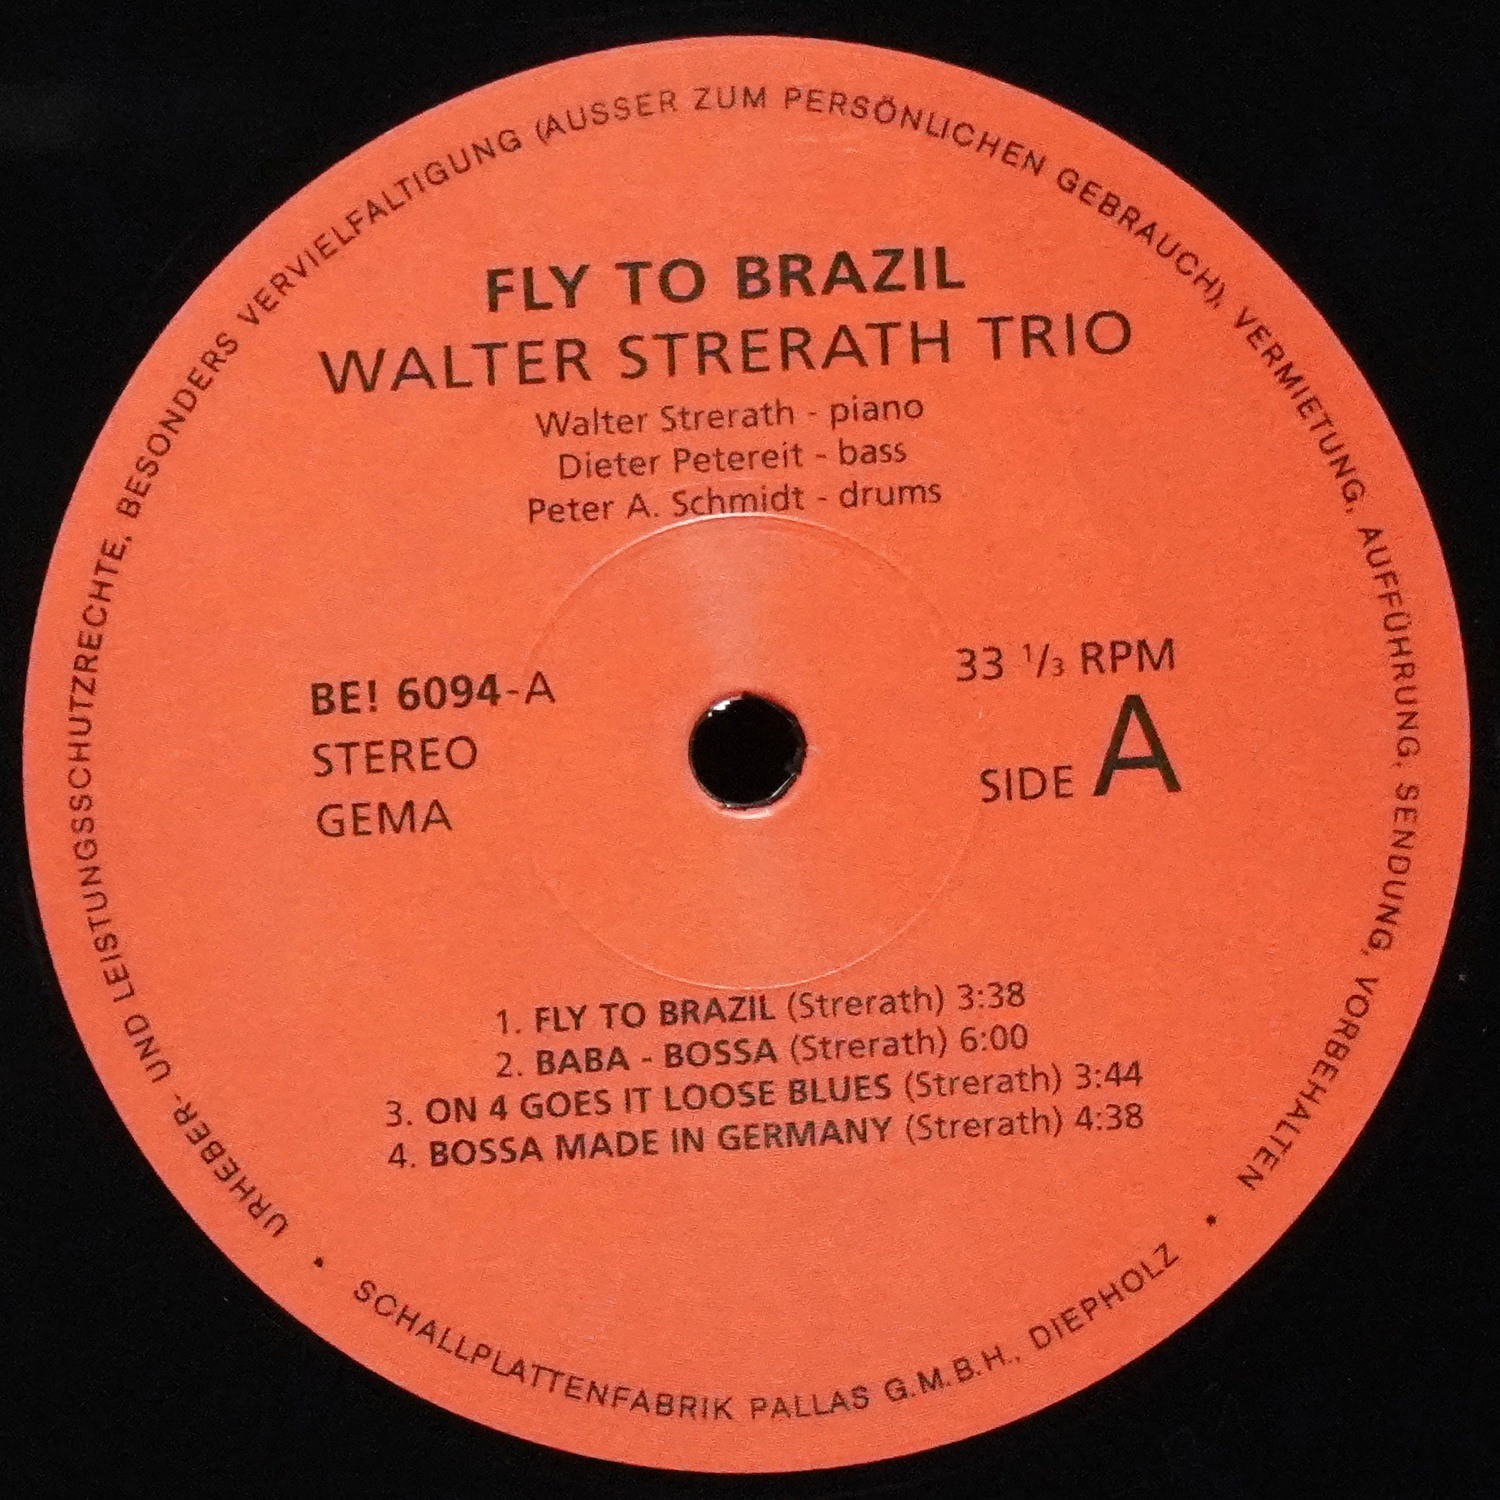 URHEBER- UND LEISTUNGSSCHUTZRECHTE, BESONDERS VERVIELFÄLTIGUNG (AUSSER ZUM PERSÖNLICHEN GEBRAUCH), VERMIETUNG, AUFFÜHRUNG, SENDUNG, VORBEHALTEN
FLY TO BRAZIL
WALTER STRERATH TRIO
Walter Strerath - piano
Dieter Petereit - bass
Peter A. Schmidt - drums
BE! 6094-A
STEREO
GEMA
33 1/3 RPM
SIDE A
1. FLY TO BRAZIL (Strerath) 3:38
2. BABA - BOSSA (Strerath) 6:00
3. ON 4 GOES IT LOOSE BLUES (Strerath) 3:44
4. BOSSA MADE IN GERMANY (Strerath) 4:38
• SCHALLPLATTENFABRIK PALLAS G.M.B.H., DIEPHOLZ •